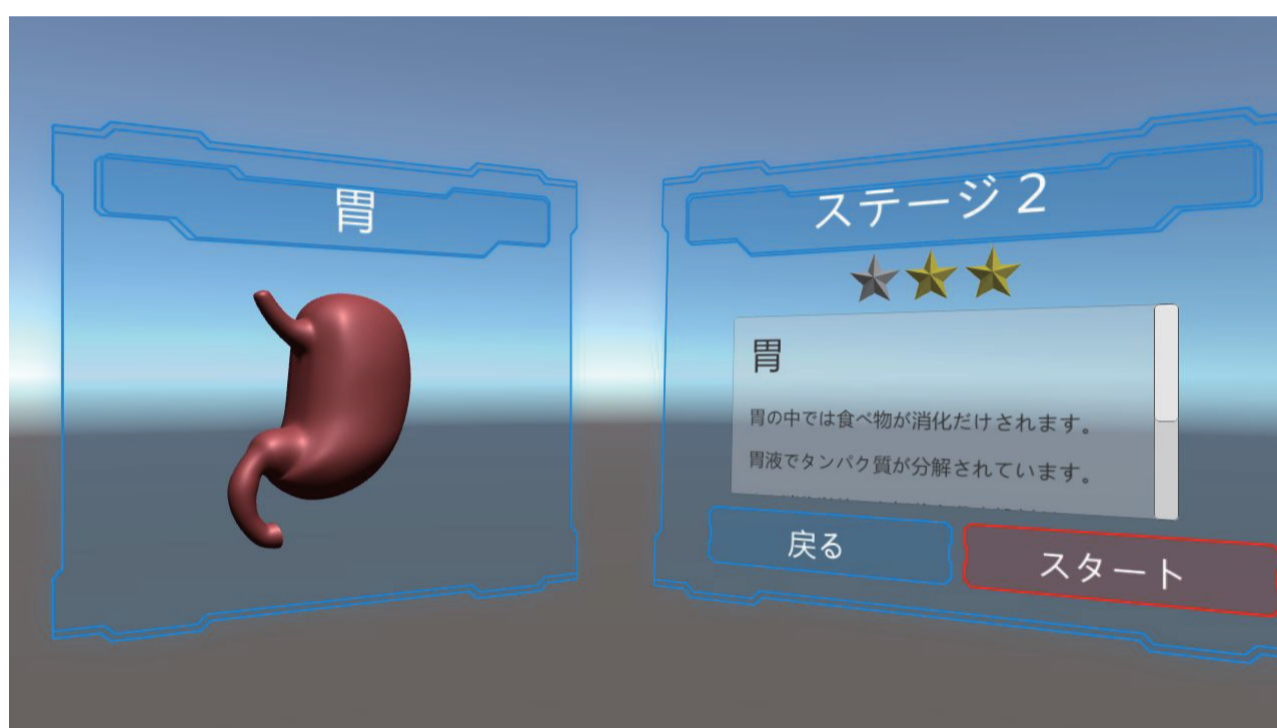 胃
ステージ 2
胃
胃の中では食べ物が消化だけされます。
胃液でタンパク質が分解されています。
戻る
スタート